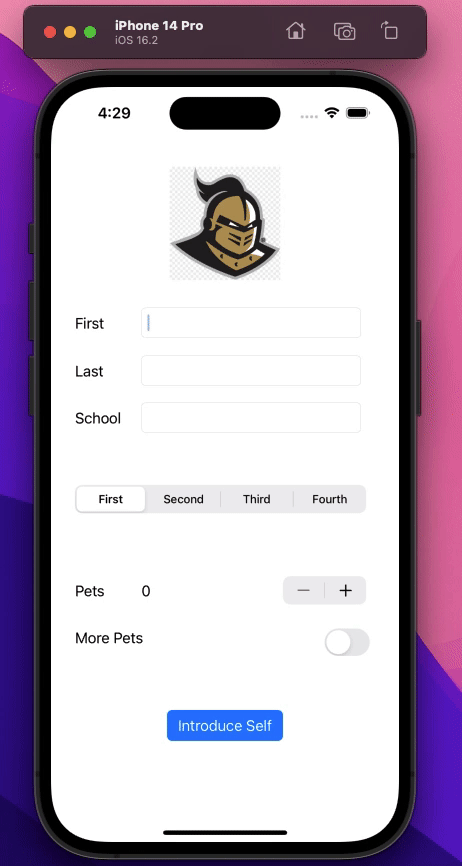 iPhone 14 Pro
iOS 16.2
4:29
First
Last
School
First Second Third Fourth
Pets 0 − +
More Pets
Introduce Self